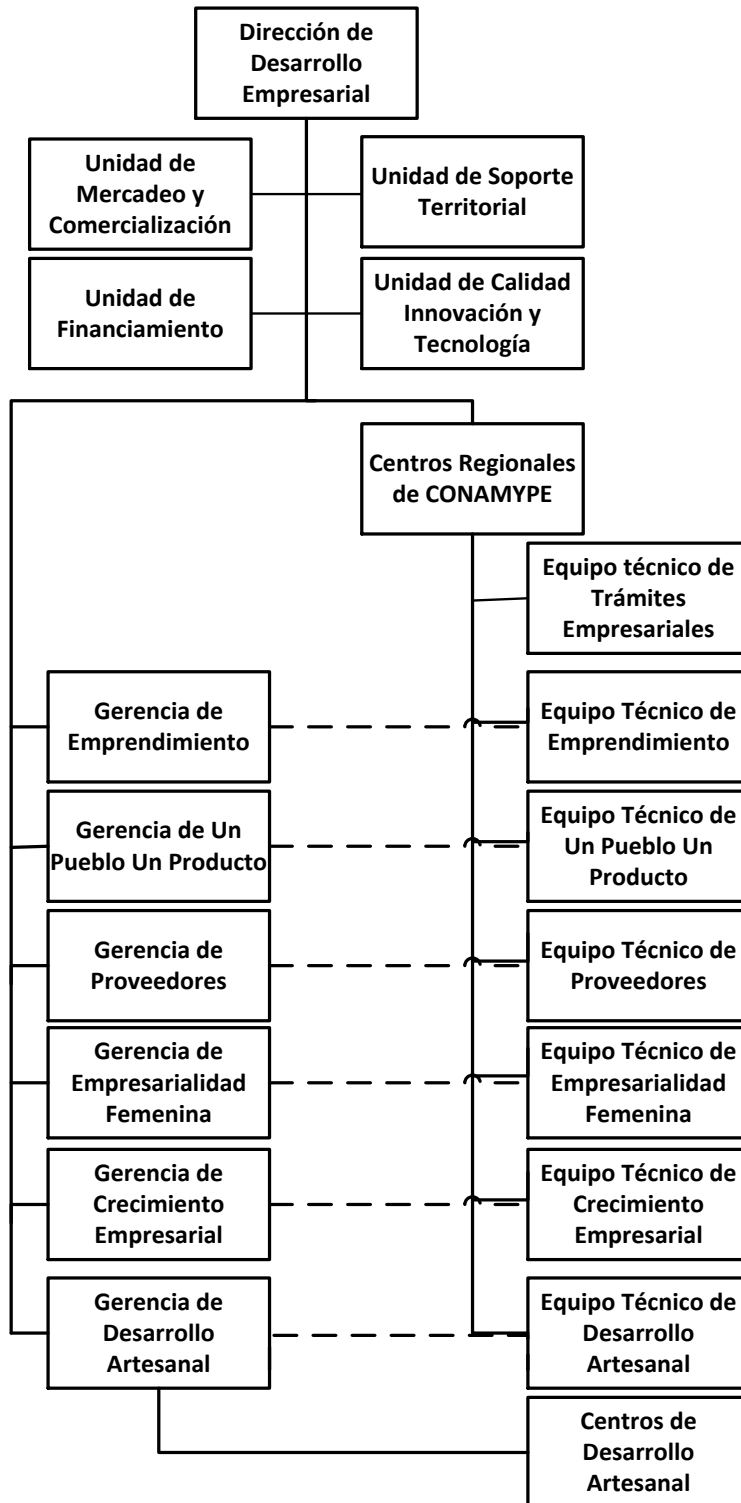 Dirección de
Desarrollo
Empresarial
Unidad de
Mercadeo y
Comercialización
Unidad de Soporte
Territorial
Unidad de
Financiamiento
Unidad de Calidad
Innovación y
Tecnología
Centros Regionales
de CONAMYPE
Equipo técnico de
Trámites
Empresariales
Gerencia de
Emprendimiento
Equipo Técnico de
Emprendimiento
Gerencia de Un
Pueblo Un Producto
Equipo Técnico de
Un Pueblo Un
Producto
Gerencia de
Proveedores
Equipo Técnico de
Proveedores
Gerencia de
Empresarialidad
Femenina
Equipo Técnico de
Empresarialidad
Femenina
Gerencia de
Crecimiento
Empresarial
Equipo Técnico de
Crecimiento
Empresarial
Gerencia de
Desarrollo
Artesanal
Equipo Técnico de
Desarrollo
Artesanal
Centros de
Desarrollo
Artesanal